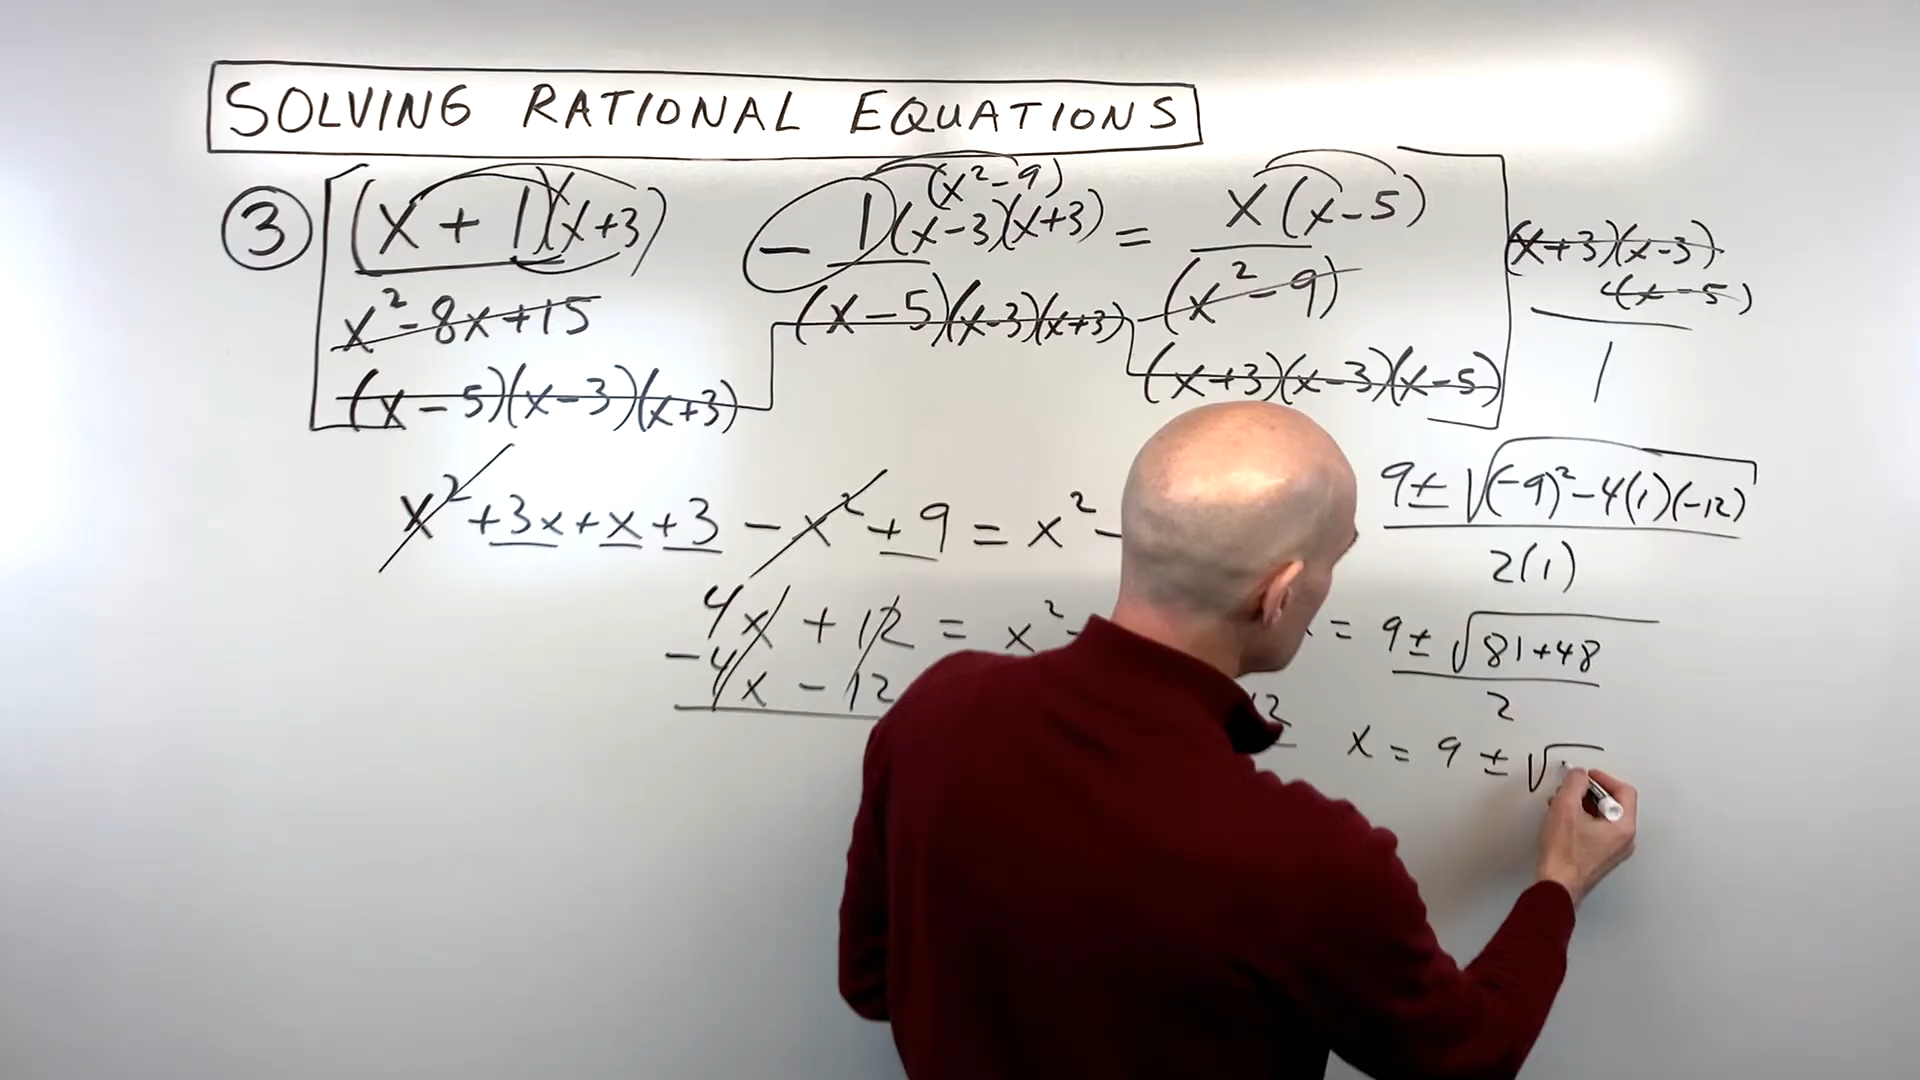 SOLVING RATIONAL EQUATIONS
(x²-9)
③ (x + 1)(x+3) - 1(x-3)(x+3) = x(x-5) (x+3)(x-3)(x-5)
x²-8x+15 (x-5)(x-3)(x+3) (x²-9) 1
(x-5)(x-3)(x+3) (x+3)(x-3)(x-5)
x²+3x+x+3 - x²+9 = x²- 9±√(-9)²-4(1)(-12)
2(1)
4x + 12 = x²- = 9±√81+48
-4x - 12 2 2
x = 9 ± √